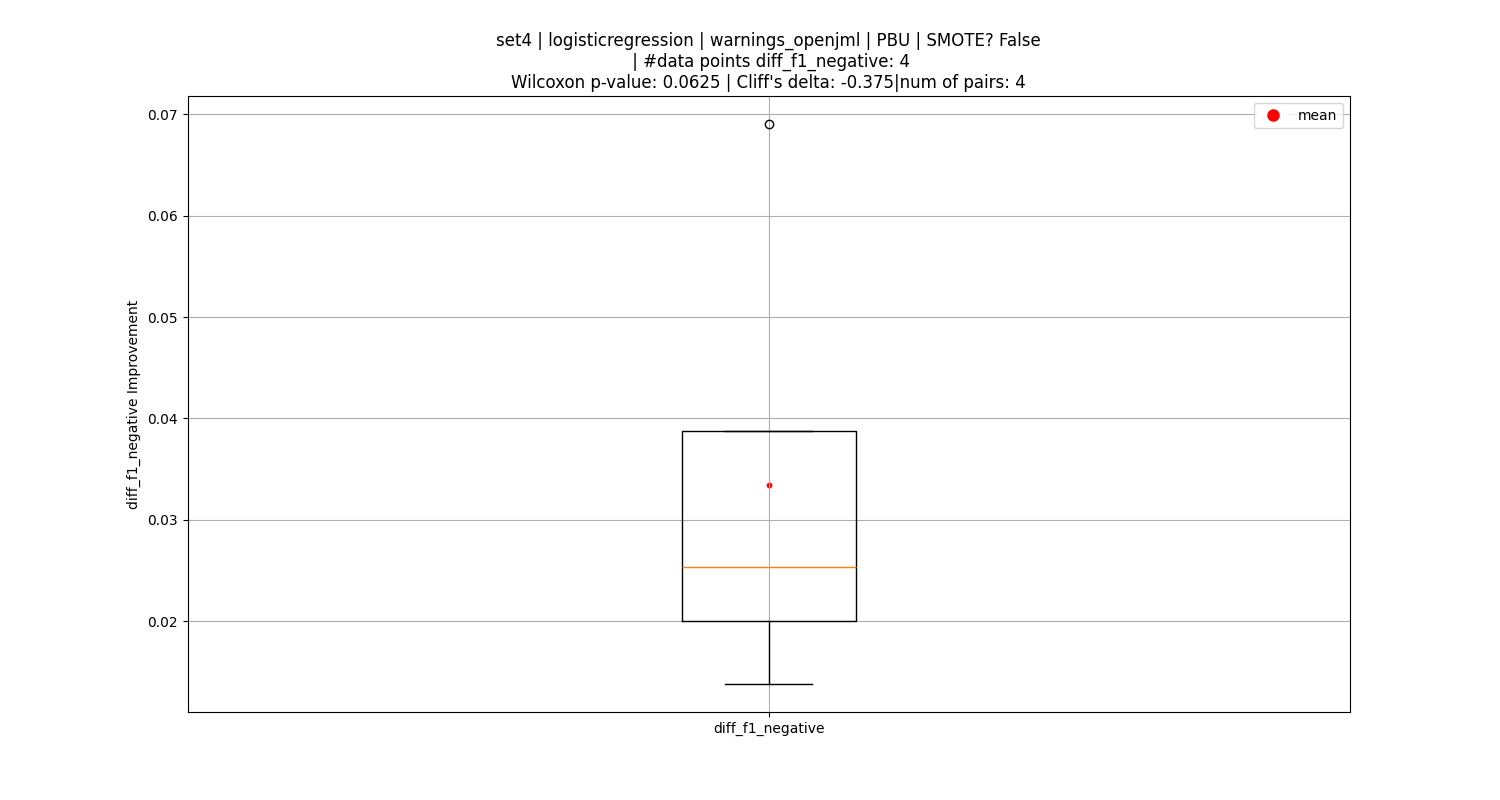 set4 | logisticregression | warnings_openjml | PBU | SMOTE? False
| #data points diff_f1_negative: 4
Wilcoxon p-value: 0.0625 | Cliff's delta: -0.375|num of pairs: 4
mean
0.07
0.06
0.05
0.04
0.03
0.02
diff_f1_negative Improvement
diff_f1_negative